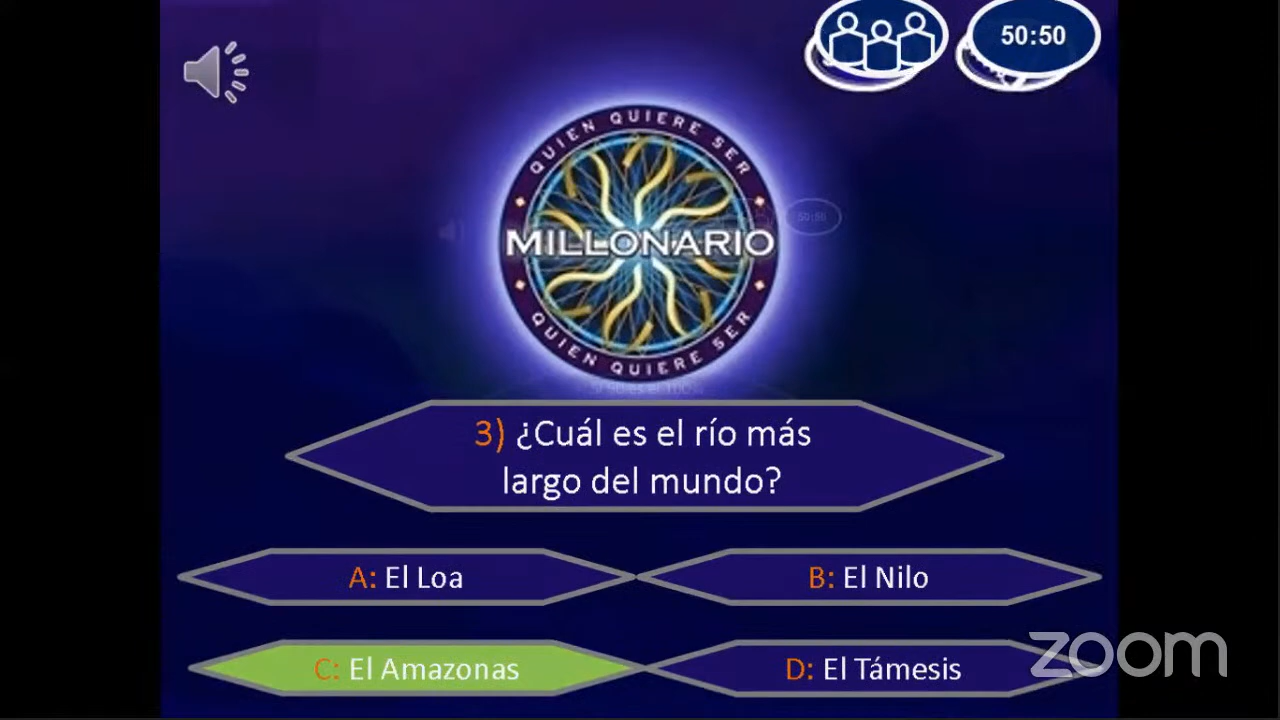 50:50
QUIEN QUIERE SER
MILLONARIO
QUIEN QUIERE SER
3) ¿Cuál es el río más
largo del mundo?
A: El Loa
B: El Nilo
C: El Amazonas
D: El Támesis
zoom